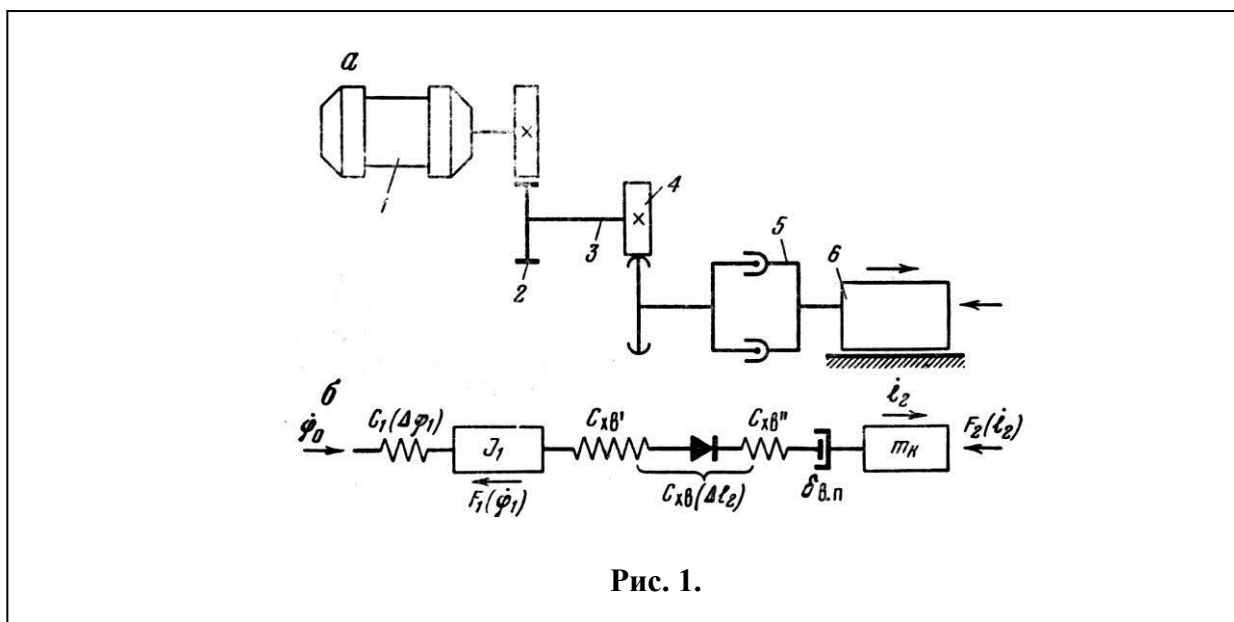 а
1
2
3
4
5
6
б
φ̇₀
C₁(Δφ₁)
J₁
F₁(φ̇₁)
Cхв'
Cхв"
Cхв(Δl₂)
δв.п
l̇₂
mк
F₂(l̇₂)
Рис. 1.